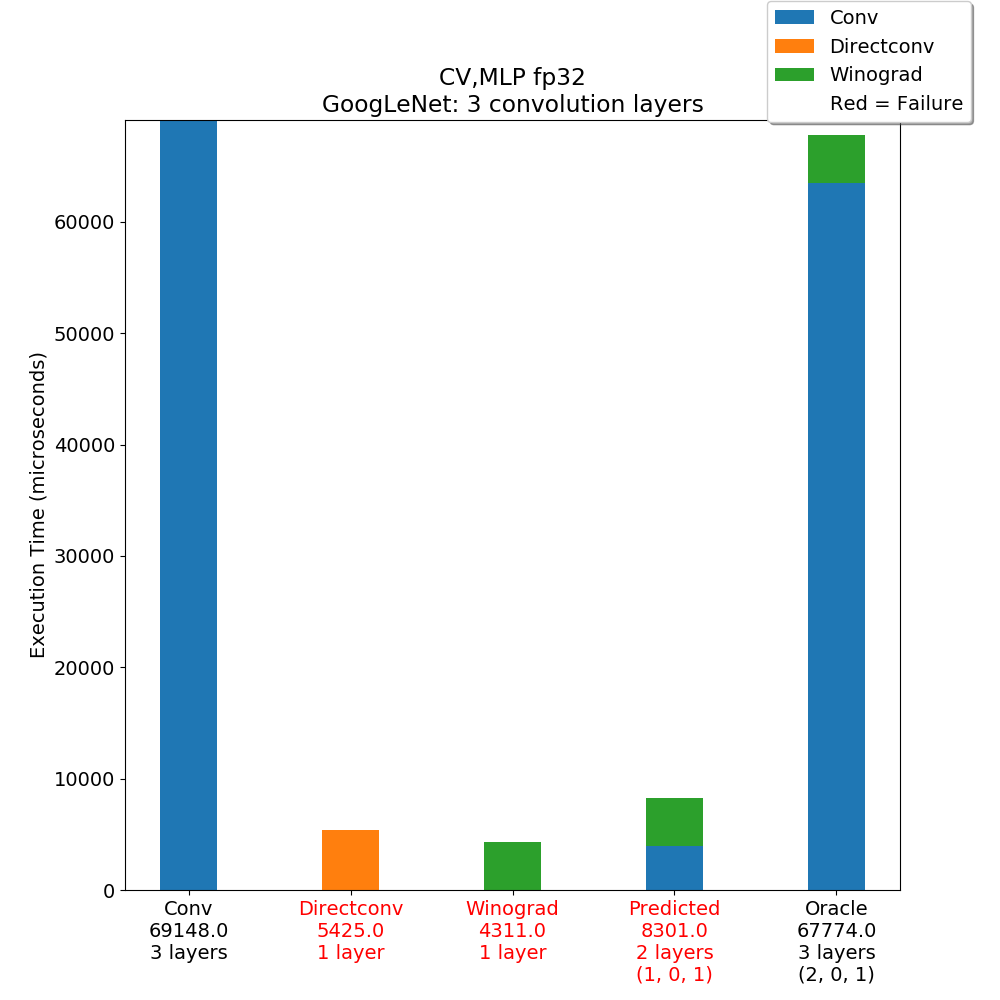 Conv
Directconv
Winograd
Red = Failure
CV,MLP fp32
GoogLeNet: 3 convolution layers
Execution Time (microseconds)
60000
50000
40000
30000
20000
10000
0
Conv
69148.0
3 layers
Directconv
5425.0
1 layer
Winograd
4311.0
1 layer
Predicted
8301.0
2 layers
(1, 0, 1)
Oracle
67774.0
3 layers
(2, 0, 1)